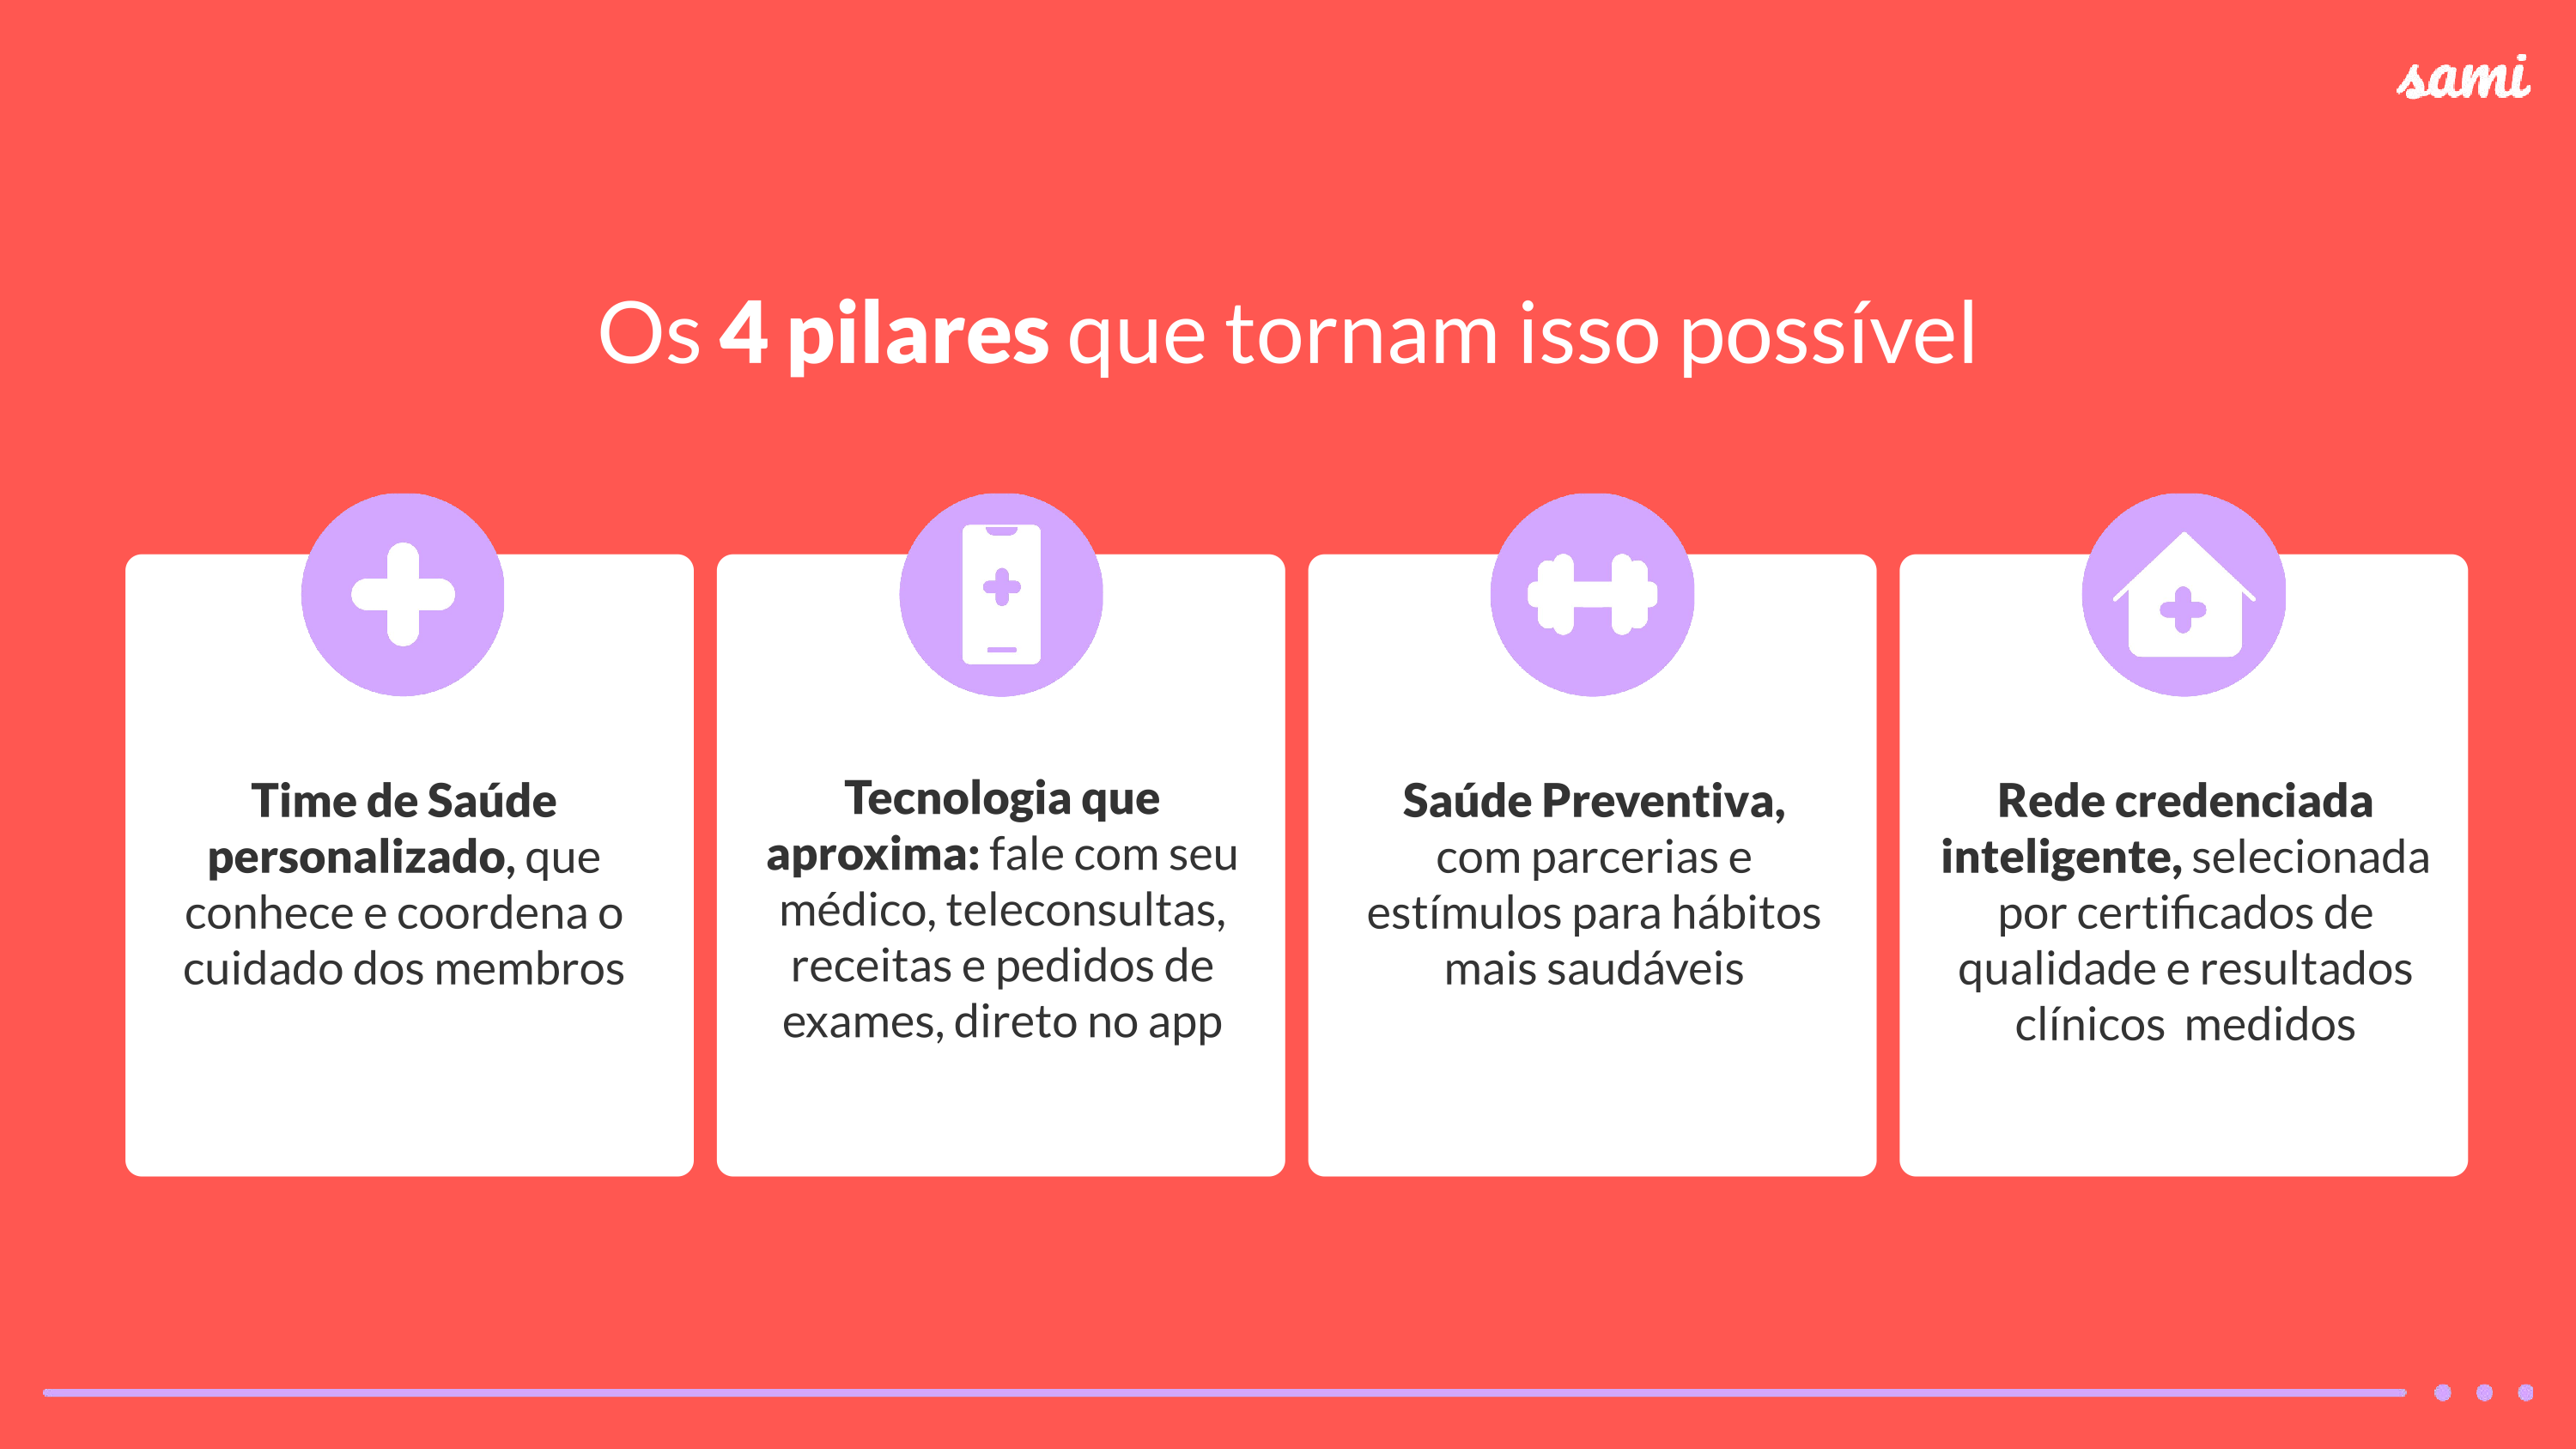 sami
Os 4 pilares que tornam isso possível
Time de Saúde
personalizado, que
conhece e coordena o
cuidado dos membros
Tecnologia que
aproxima: fale com seu
médico, teleconsultas,
receitas e pedidos de
exames, direto no app
Saúde Preventiva,
com parcerias e
estímulos para hábitos
mais saudáveis
Rede credenciada
inteligente, selecionada
por certificados de
qualidade e resultados
clínicos  medidos